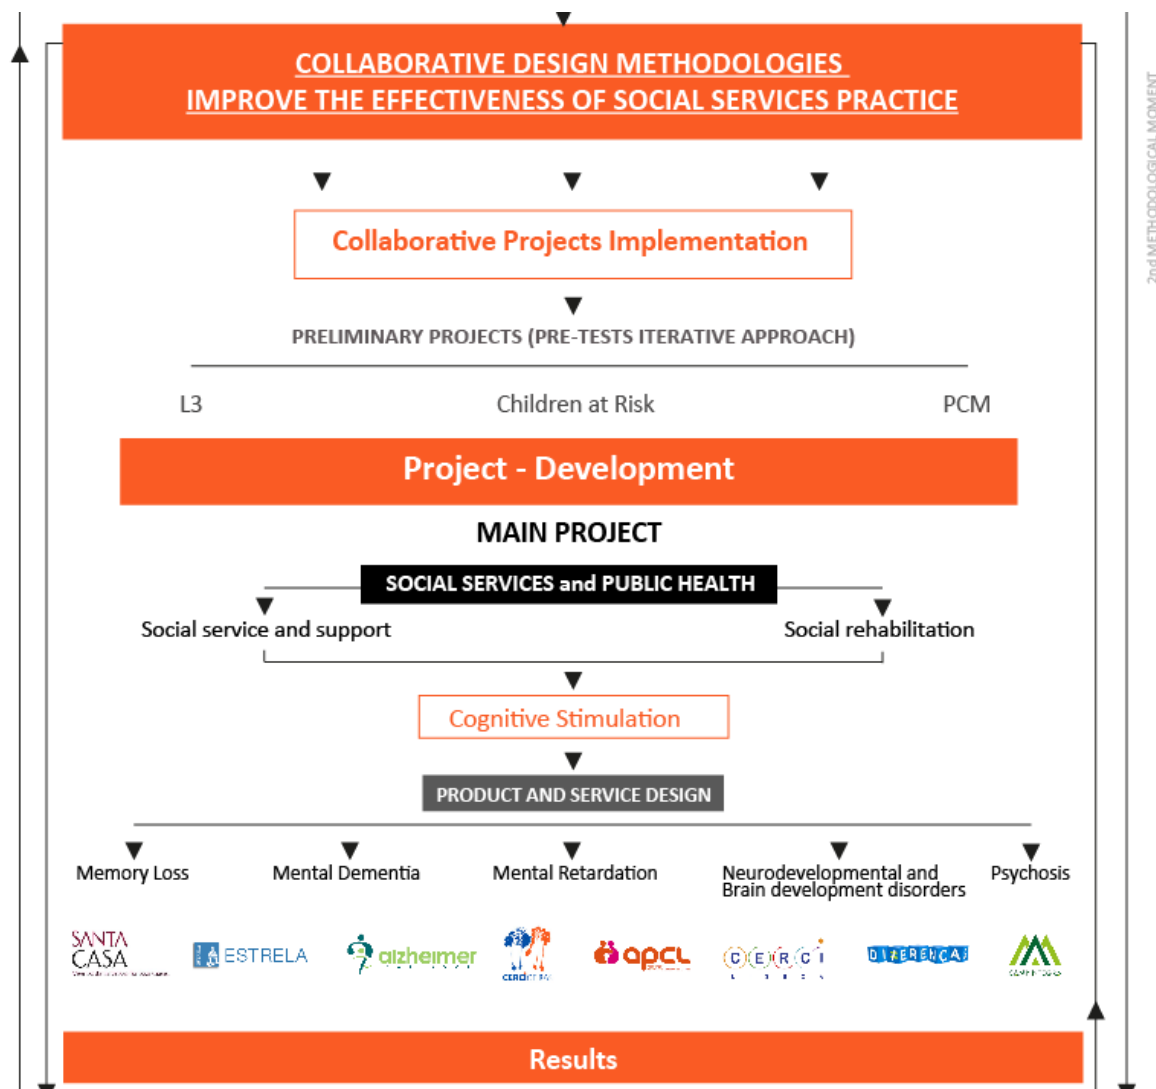 COLLABORATIVE DESIGN METHODOLOGIES
IMPROVE THE EFFECTIVENESS OF SOCIAL SERVICES PRACTICE
2nd METHODOLOGICAL MOMENT
Collaborative Projects Implementation
PRELIMINARY PROJECTS (PRE-TESTS ITERATIVE APPROACH)
L3 Children at Risk PCM
Project - Development
MAIN PROJECT
SOCIAL SERVICES and PUBLIC HEALTH
Social service and support Social rehabilitation
Cognitive Stimulation
PRODUCT AND SERVICE DESIGN
Memory Loss Mental Dementia Mental Retardation Neurodevelopmental and Psychosis
Brain development disorders
SANTA
CASA
ESTRELA
alzheimer
apcl
CERCI
DIFERENÇAS
Results